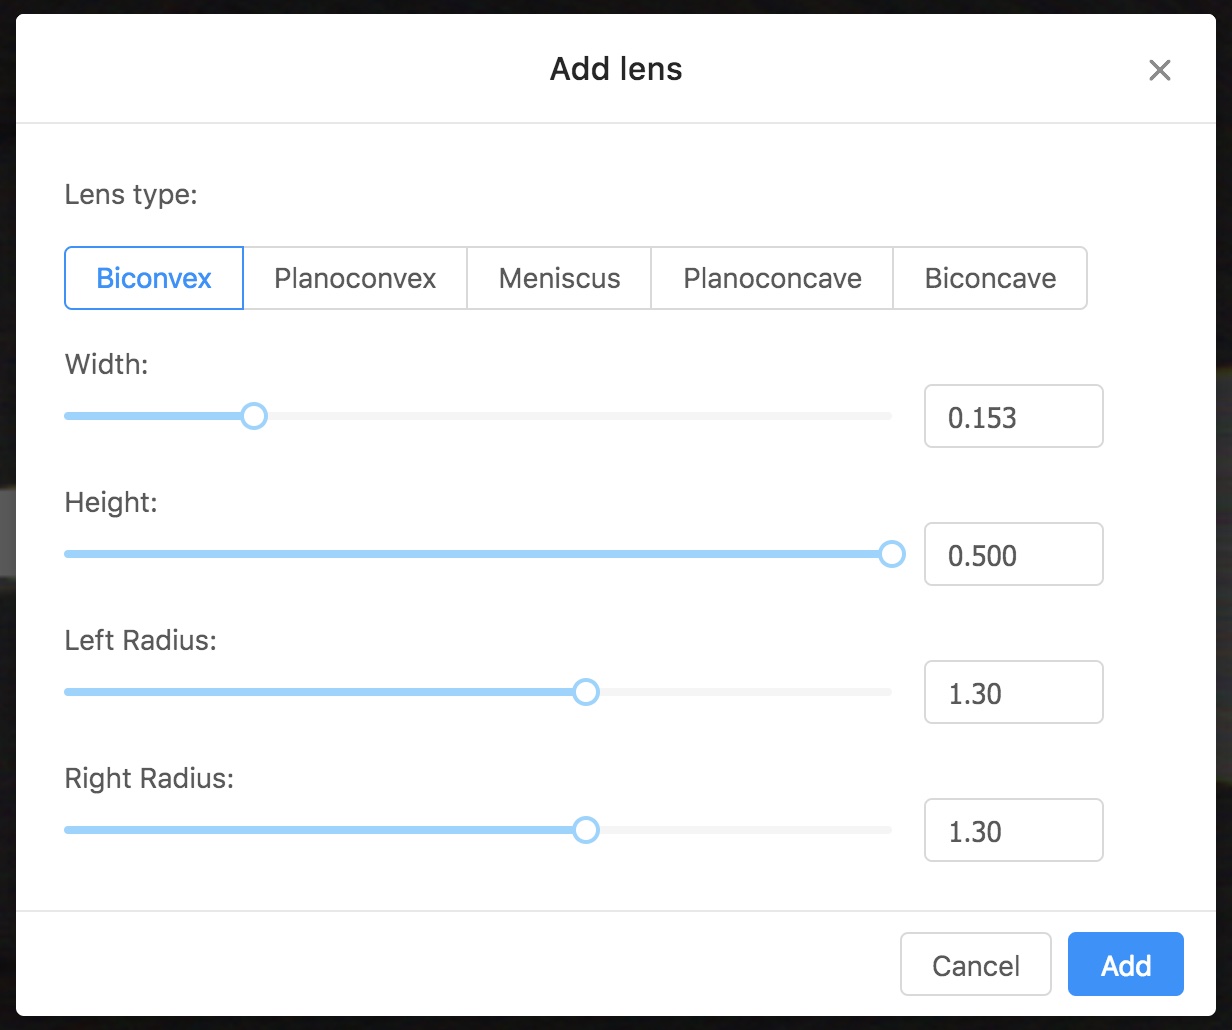 Add lens
Lens type:
Biconvex Planoconvex Meniscus Planoconcave Biconcave
Width:
0.153
Height:
0.500
Left Radius:
1.30
Right Radius:
1.30
Cancel Add